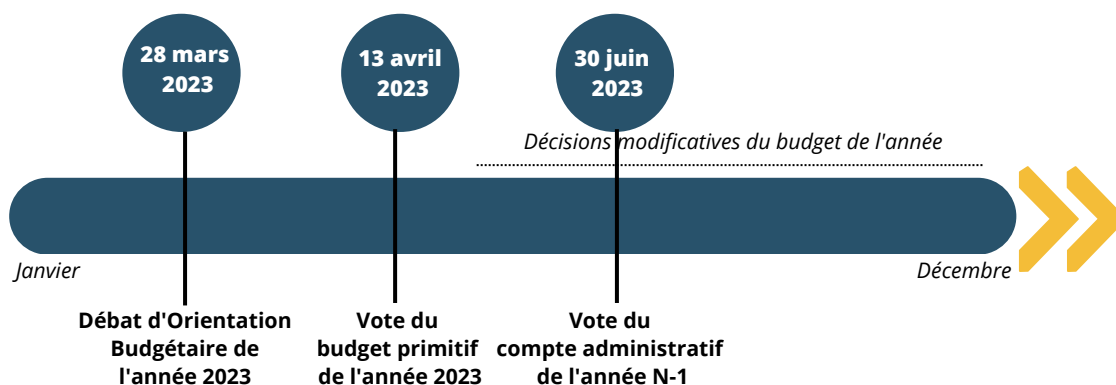 28 mars
2023
13 avril
2023
30 juin
2023
Décisions modificatives du budget de l'année
Janvier
Décembre
Débat d'Orientation
Budgétaire de
l'année 2023
Vote du
budget primitif
de l'année 2023
Vote du
compte administratif
de l'année N-1